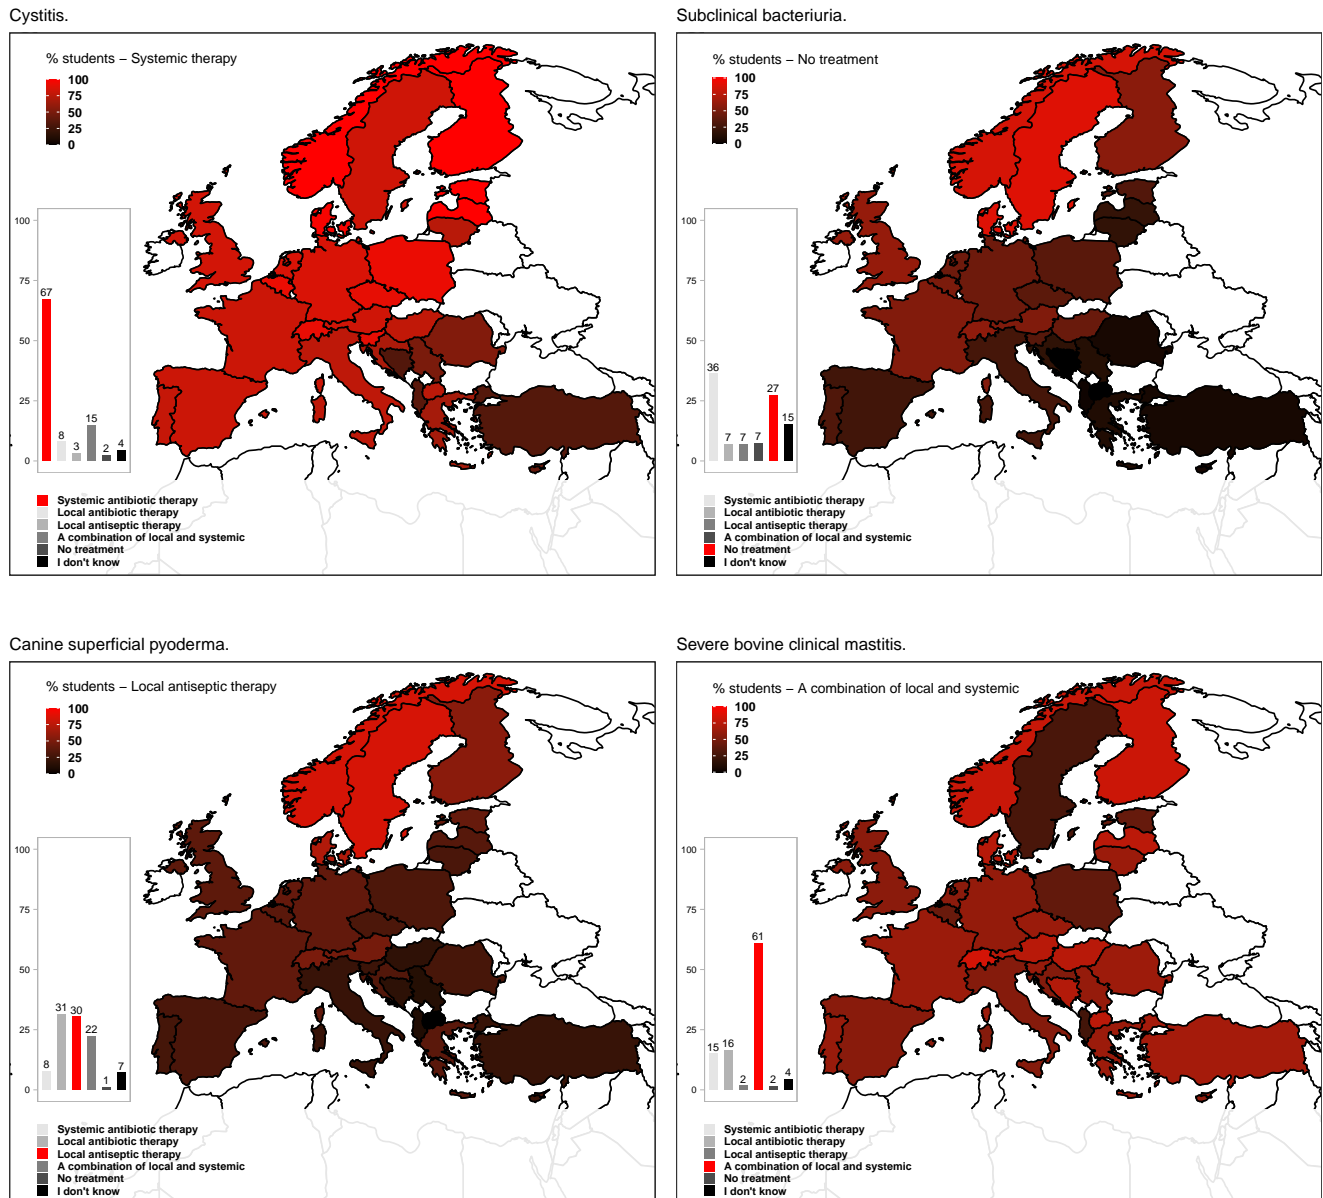 Cystitis.
% students – Systemic therapy
100
75
50
25
0
100
75
50
25
0
67
8
3
15
2
4
Systemic antibiotic therapy
Local antibiotic therapy
Local antiseptic therapy
A combination of local and systemic
No treatment
I don't know
Subclinical bacteriuria.
% students – No treatment
100
75
50
25
0
100
75
50
25
0
36
7
7
7
27
15
Systemic antibiotic therapy
Local antibiotic therapy
Local antiseptic therapy
A combination of local and systemic
No treatment
I don't know
Canine superficial pyoderma.
% students – Local antiseptic therapy
100
75
50
25
0
100
75
50
25
0
8
31
30
22
1
7
Systemic antibiotic therapy
Local antibiotic therapy
Local antiseptic therapy
A combination of local and systemic
No treatment
I don't know
Severe bovine clinical mastitis.
% students – A combination of local and systemic
100
75
50
25
0
100
75
50
25
0
15
16
2
61
2
4
Systemic antibiotic therapy
Local antibiotic therapy
Local antiseptic therapy
A combination of local and systemic
No treatment
I don't know